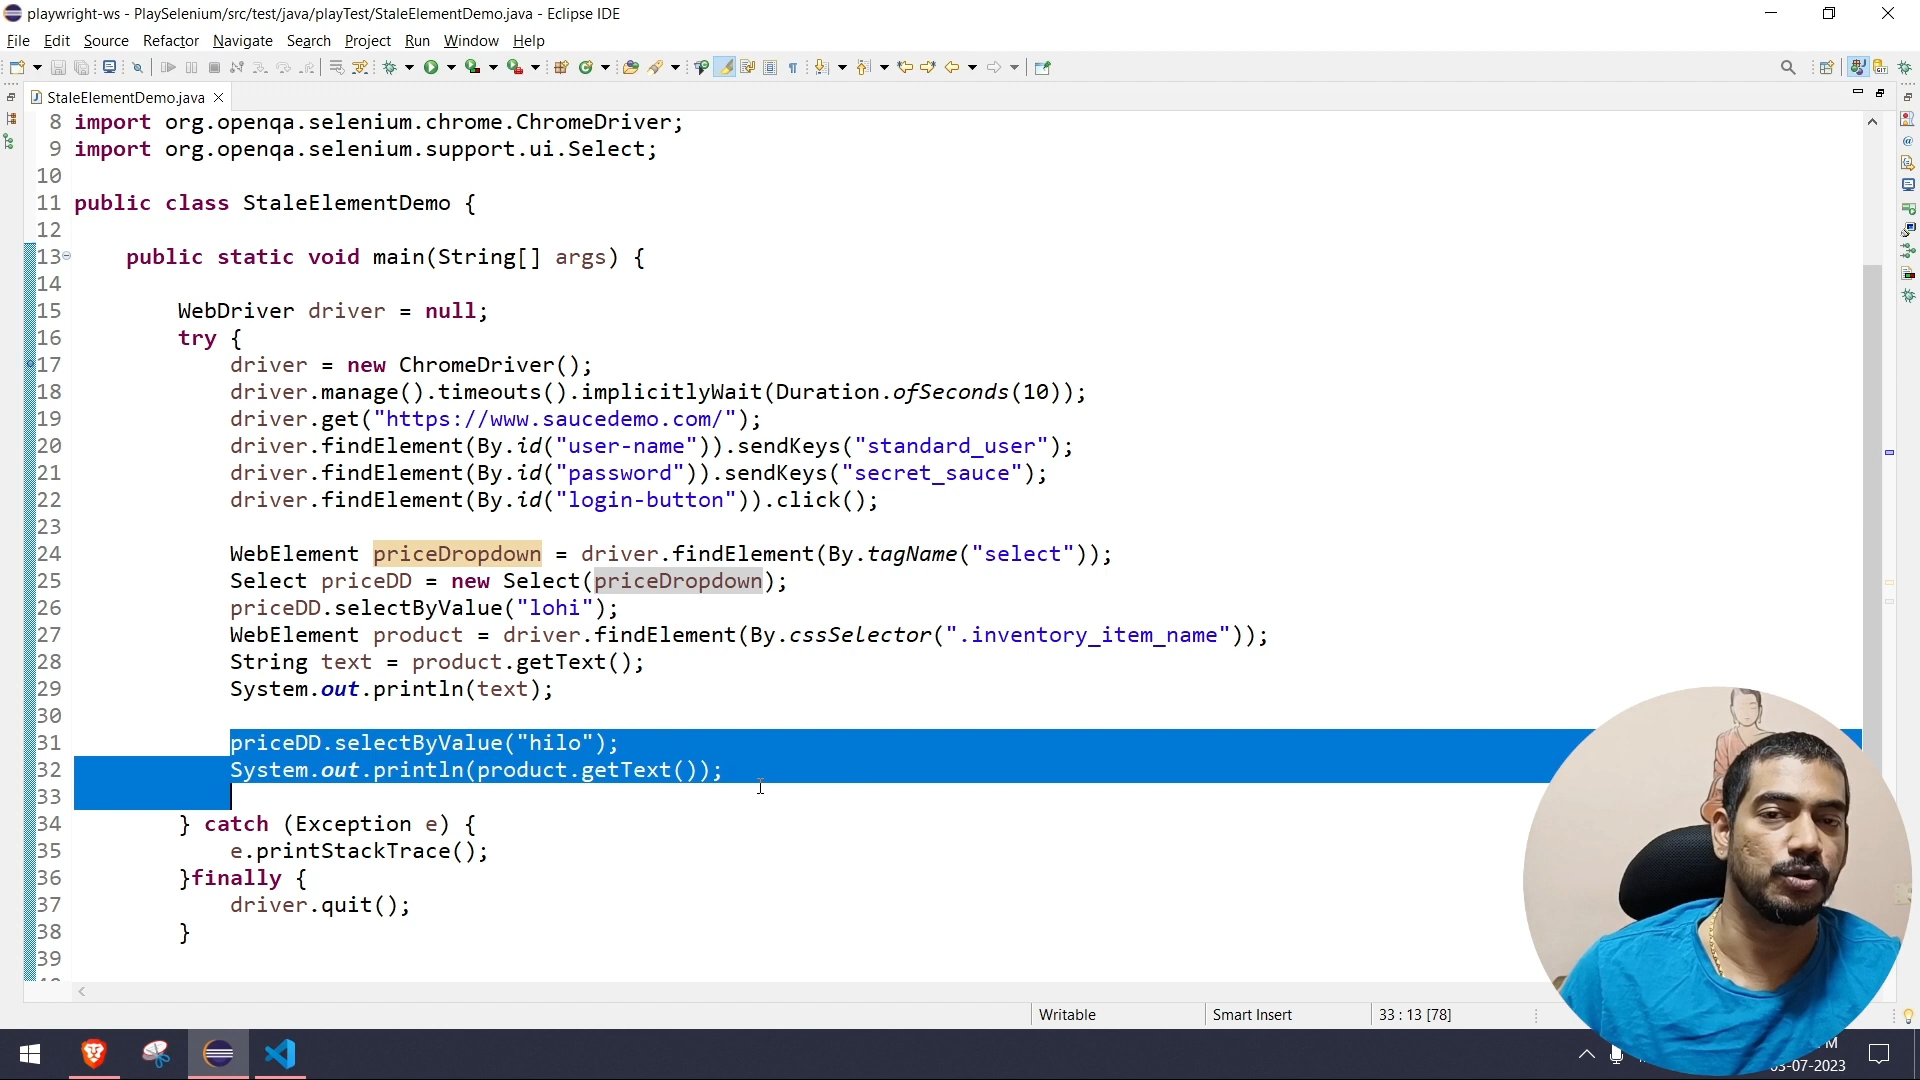 playwright-ws - PlaySelenium/src/test/java/playTest/StaleElementDemo.java - Eclipse IDE
File Edit Source Refactor Navigate Search Project Run Window Help
StaleElementDemo.java
8 import org.openqa.selenium.chrome.ChromeDriver;
9 import org.openqa.selenium.support.ui.Select;
10
11 public class StaleElementDemo {
12
13 public static void main(String[] args) {
14
15 WebDriver driver = null;
16 try {
17 driver = new ChromeDriver();
18 driver.manage().timeouts().implicitlyWait(Duration.ofSeconds(10));
19 driver.get("https://www.saucedemo.com/");
20 driver.findElement(By.id("user-name")).sendKeys("standard_user");
21 driver.findElement(By.id("password")).sendKeys("secret_sauce");
22 driver.findElement(By.id("login-button")).click();
23
24 WebElement priceDropdown = driver.findElement(By.tagName("select"));
25 Select priceDD = new Select(priceDropdown);
26 priceDD.selectByValue("lohi");
27 WebElement product = driver.findElement(By.cssSelector(".inventory_item_name"));
28 String text = product.getText();
29 System.out.println(text);
30
31 priceDD.selectByValue("hilo");
32 System.out.println(product.getText());
33
34 } catch (Exception e) {
35 e.printStackTrace();
36 }finally {
37 driver.quit();
38 }
39
Writable Smart Insert 33 : 13 [78]